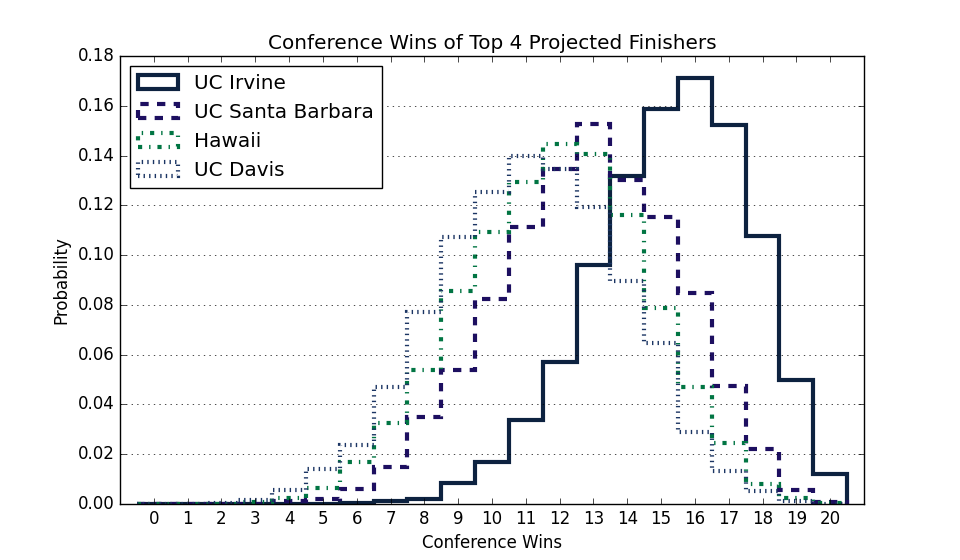 Conference Wins of Top 4 Projected Finishers
UC Irvine
UC Santa Barbara
Hawaii
UC Davis
Probability
0.18
0.16
0.14
0.12
0.10
0.08
0.06
0.04
0.02
0.00
0 1 2 3 4 5 6 7 8 9 10 11 12 13 14 15 16 17 18 19 20
Conference Wins